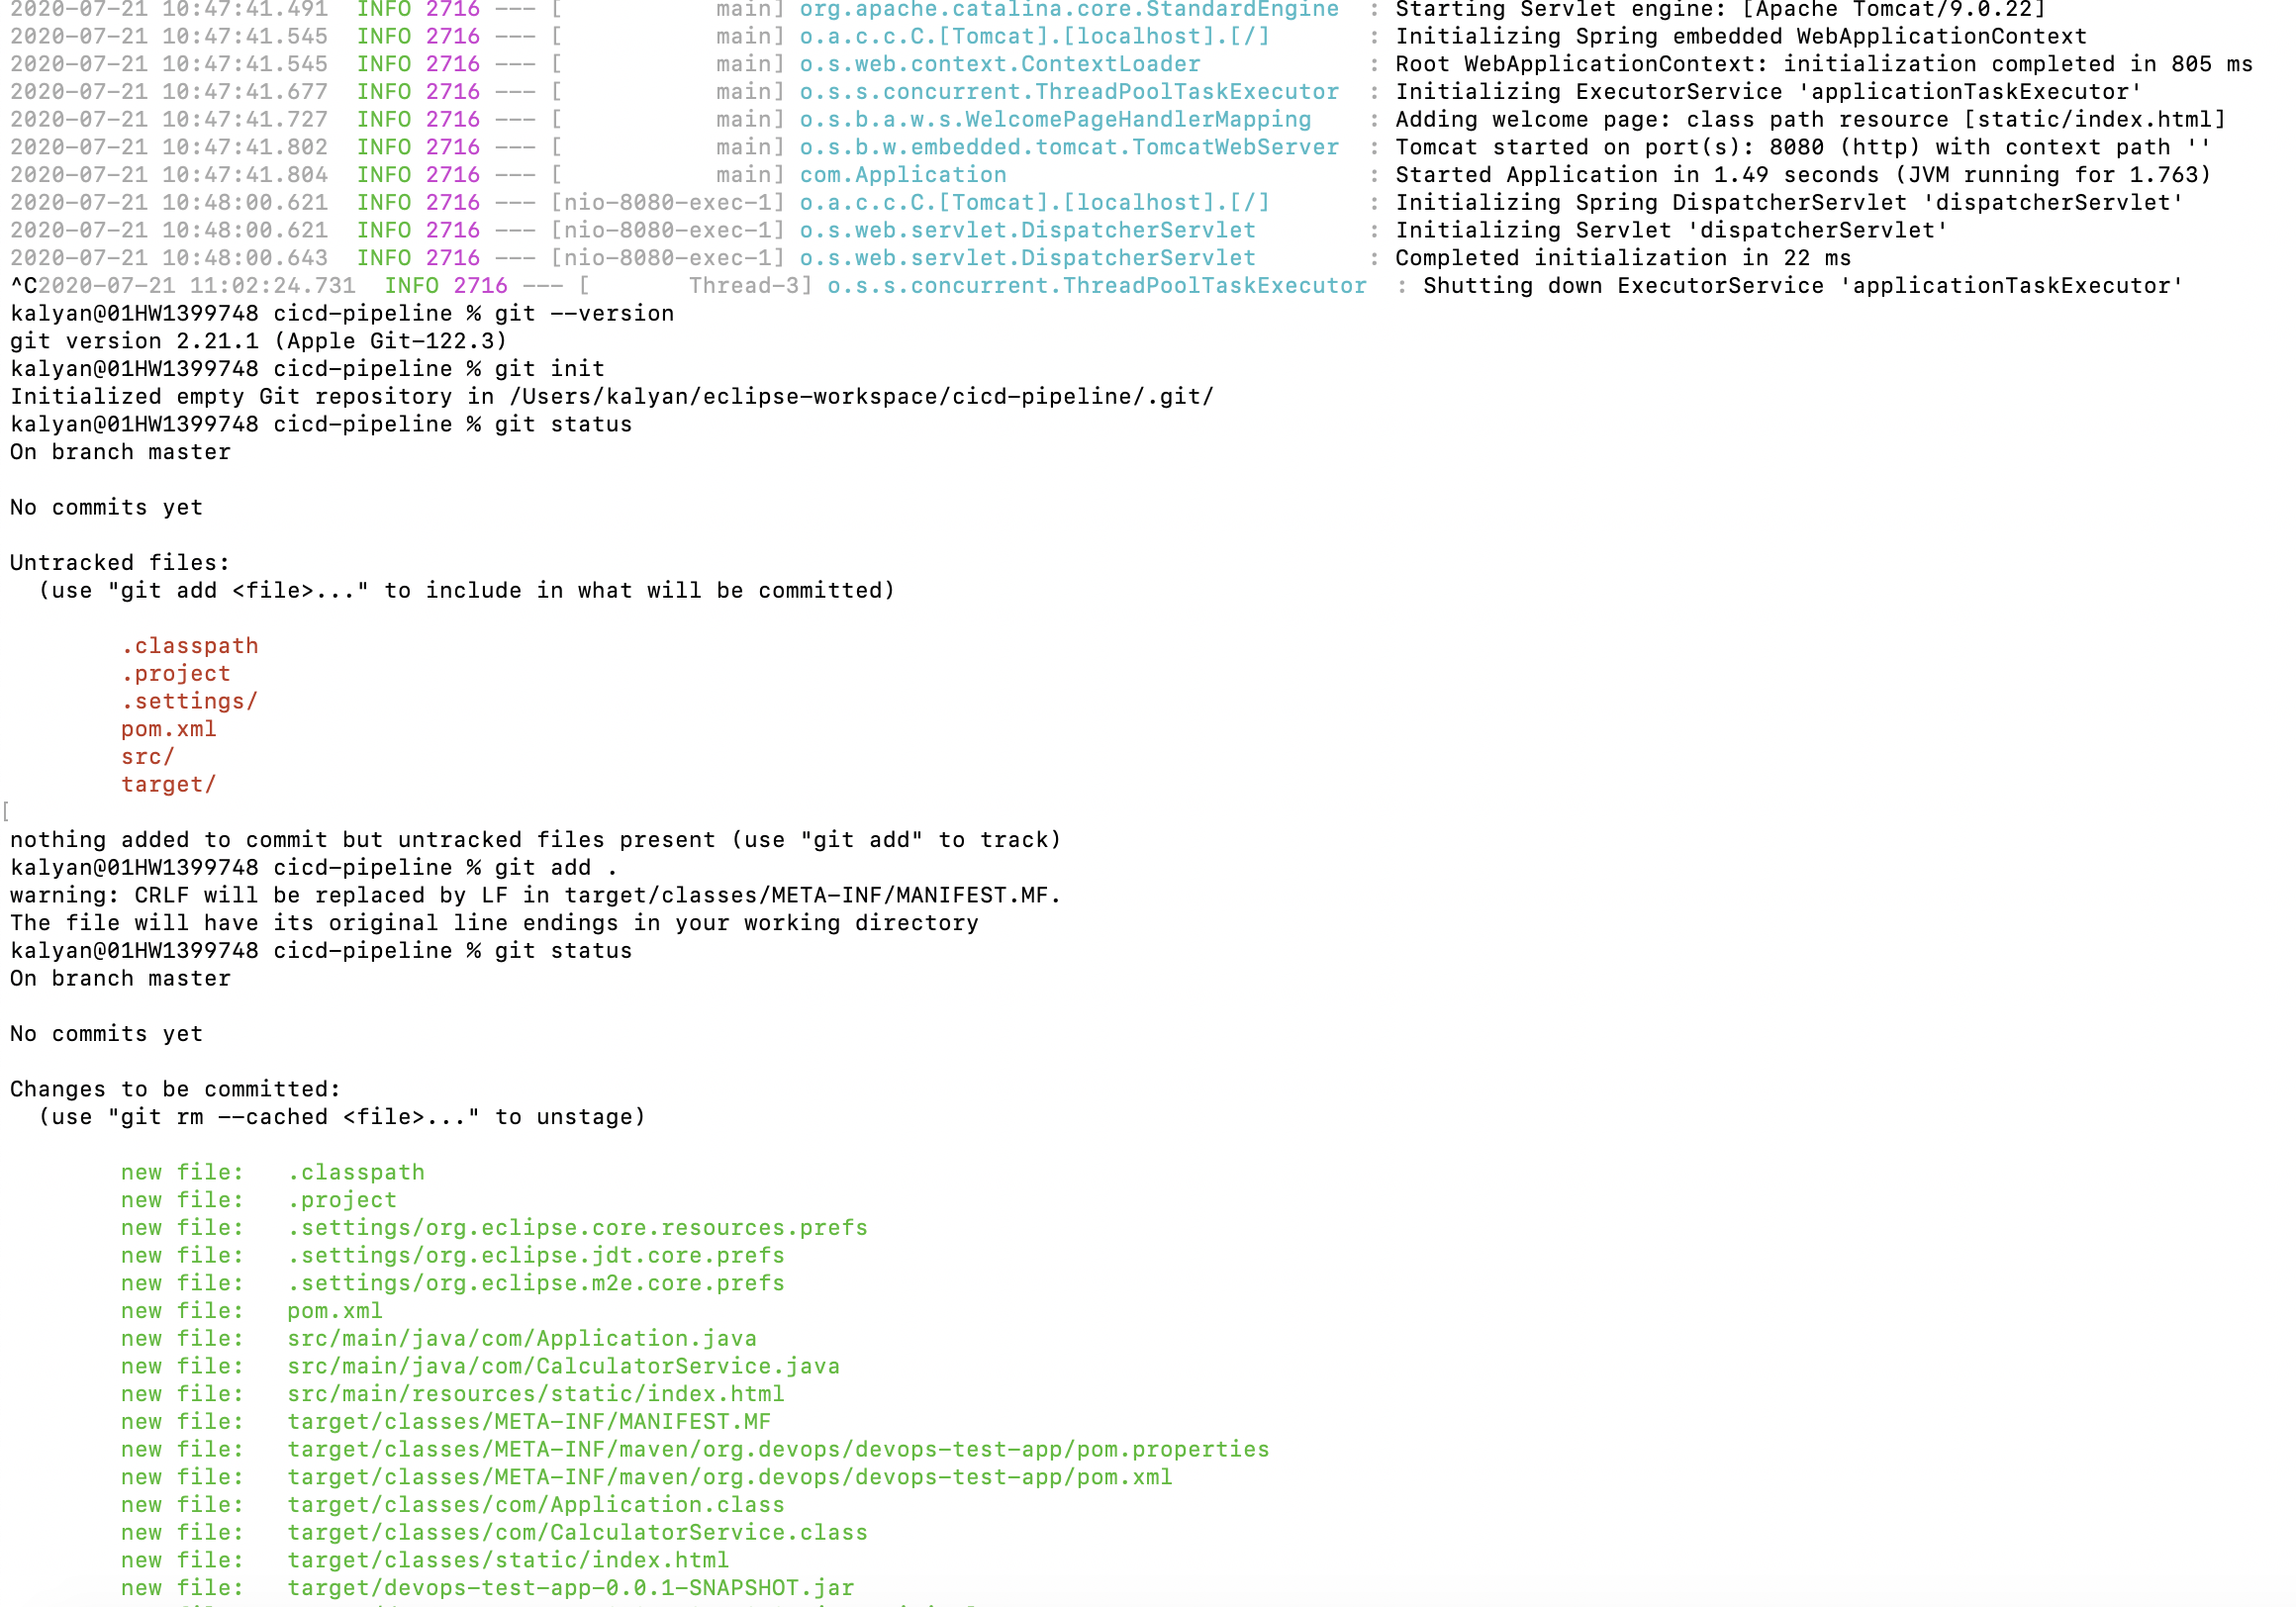 2020-07-21 10:47:41.491  INFO 2716 --- [           main] org.apache.catalina.core.StandardEngine  : Starting Servlet engine: [Apache Tomcat/9.0.22]
2020-07-21 10:47:41.545  INFO 2716 --- [           main] o.a.c.c.C.[Tomcat].[localhost].[/]       : Initializing Spring embedded WebApplicationContext
2020-07-21 10:47:41.545  INFO 2716 --- [           main] o.s.web.context.ContextLoader            : Root WebApplicationContext: initialization completed in 805 ms
2020-07-21 10:47:41.677  INFO 2716 --- [           main] o.s.s.concurrent.ThreadPoolTaskExecutor  : Initializing ExecutorService 'applicationTaskExecutor'
2020-07-21 10:47:41.727  INFO 2716 --- [           main] o.s.b.a.w.s.WelcomePageHandlerMapping    : Adding welcome page: class path resource [static/index.html]
2020-07-21 10:47:41.802  INFO 2716 --- [           main] o.s.b.w.embedded.tomcat.TomcatWebServer  : Tomcat started on port(s): 8080 (http) with context path ''
2020-07-21 10:47:41.804  INFO 2716 --- [           main] com.Application                          : Started Application in 1.49 seconds (JVM running for 1.763)
2020-07-21 10:48:00.621  INFO 2716 --- [nio-8080-exec-1] o.a.c.c.C.[Tomcat].[localhost].[/]       : Initializing Spring DispatcherServlet 'dispatcherServlet'
2020-07-21 10:48:00.621  INFO 2716 --- [nio-8080-exec-1] o.s.web.servlet.DispatcherServlet        : Initializing Servlet 'dispatcherServlet'
2020-07-21 10:48:00.643  INFO 2716 --- [nio-8080-exec-1] o.s.web.servlet.DispatcherServlet        : Completed initialization in 22 ms
^C2020-07-21 11:02:24.731  INFO 2716 --- [       Thread-3] o.s.s.concurrent.ThreadPoolTaskExecutor  : Shutting down ExecutorService 'applicationTaskExecutor'
kalyan@01HW1399748 cicd-pipeline % git --version
git version 2.21.1 (Apple Git-122.3)
kalyan@01HW1399748 cicd-pipeline % git init
Initialized empty Git repository in /Users/kalyan/eclipse-workspace/cicd-pipeline/.git/
kalyan@01HW1399748 cicd-pipeline % git status
On branch master
No commits yet
Untracked files:
(use "git add <file>..." to include in what will be committed)
.classpath
.project
.settings/
pom.xml
src/
target/
[
nothing added to commit but untracked files present (use "git add" to track)
kalyan@01HW1399748 cicd-pipeline % git add .
warning: CRLF will be replaced by LF in target/classes/META-INF/MANIFEST.MF.
The file will have its original line endings in your working directory
kalyan@01HW1399748 cicd-pipeline % git status
On branch master
No commits yet
Changes to be committed:
(use "git rm --cached <file>..." to unstage)
new file:   .classpath
new file:   .project
new file:   .settings/org.eclipse.core.resources.prefs
new file:   .settings/org.eclipse.jdt.core.prefs
new file:   .settings/org.eclipse.m2e.core.prefs
new file:   pom.xml
new file:   src/main/java/com/Application.java
new file:   src/main/java/com/CalculatorService.java
new file:   src/main/resources/static/index.html
new file:   target/classes/META-INF/MANIFEST.MF
new file:   target/classes/META-INF/maven/org.devops/devops-test-app/pom.properties
new file:   target/classes/META-INF/maven/org.devops/devops-test-app/pom.xml
new file:   target/classes/com/Application.class
new file:   target/classes/com/CalculatorService.class
new file:   target/classes/static/index.html
new file:   target/devops-test-app-0.0.1-SNAPSHOT.jar